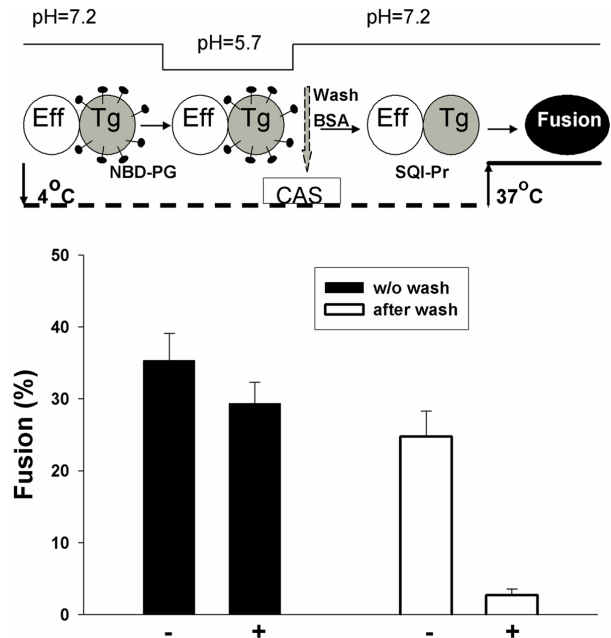 pH=7.2 pH=7.2
pH=5.7
Eff Tg Eff Tg Wash Eff Tg Fusion
BSA
NBD-PG SQI-Pr
4°C CAS 37°C
50
w/o wash
after wash
40
30
20
10
0
Fusion (%)
- + - +